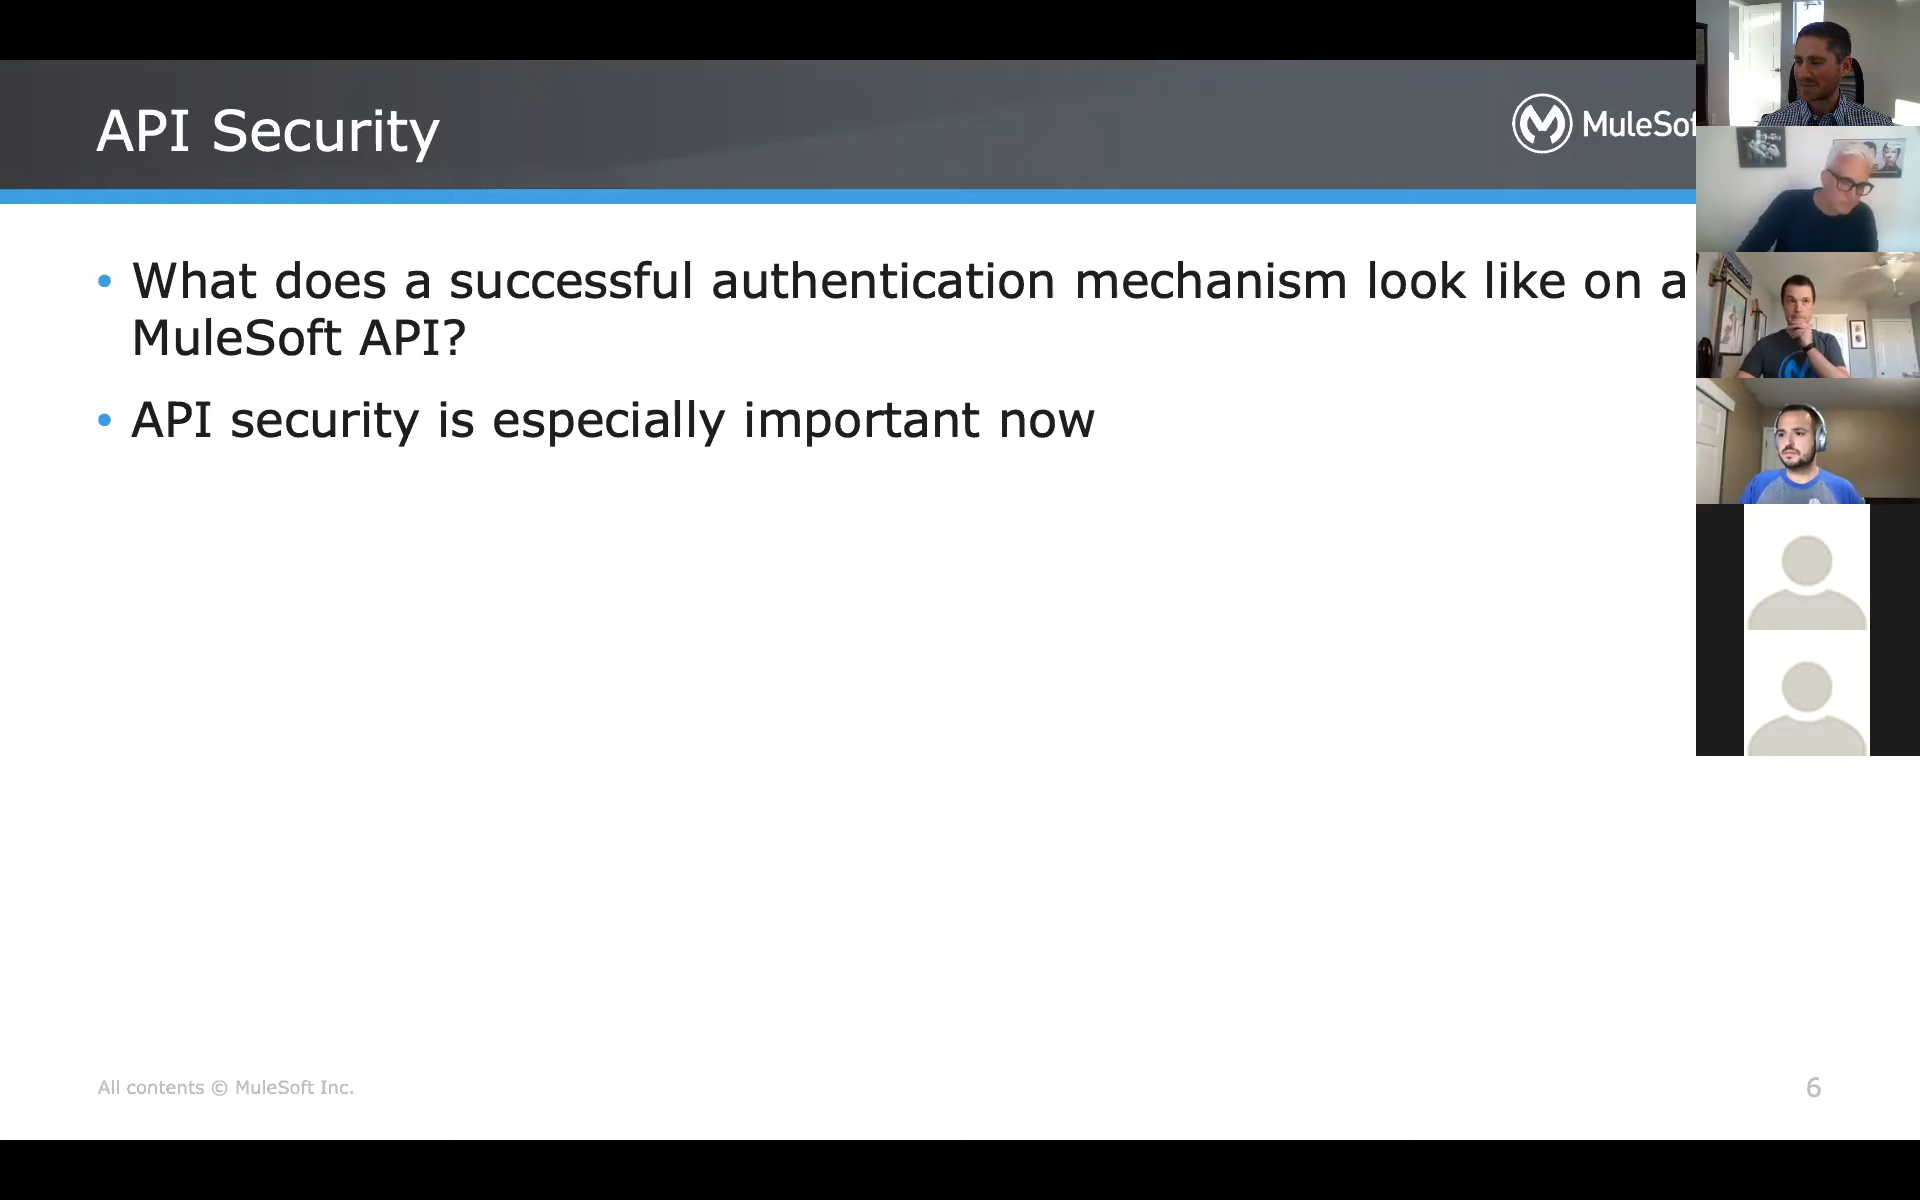 API Security
MuleSof
• What does a successful authentication mechanism look like on a
MuleSoft API?
• API security is especially important now
All contents © MuleSoft Inc.
6